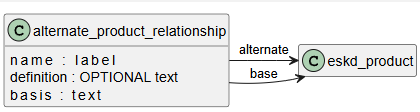 C alternate_product_relationship
name : label
definition : OPTIONAL text
basis : text
alternate
base
C eskd_product